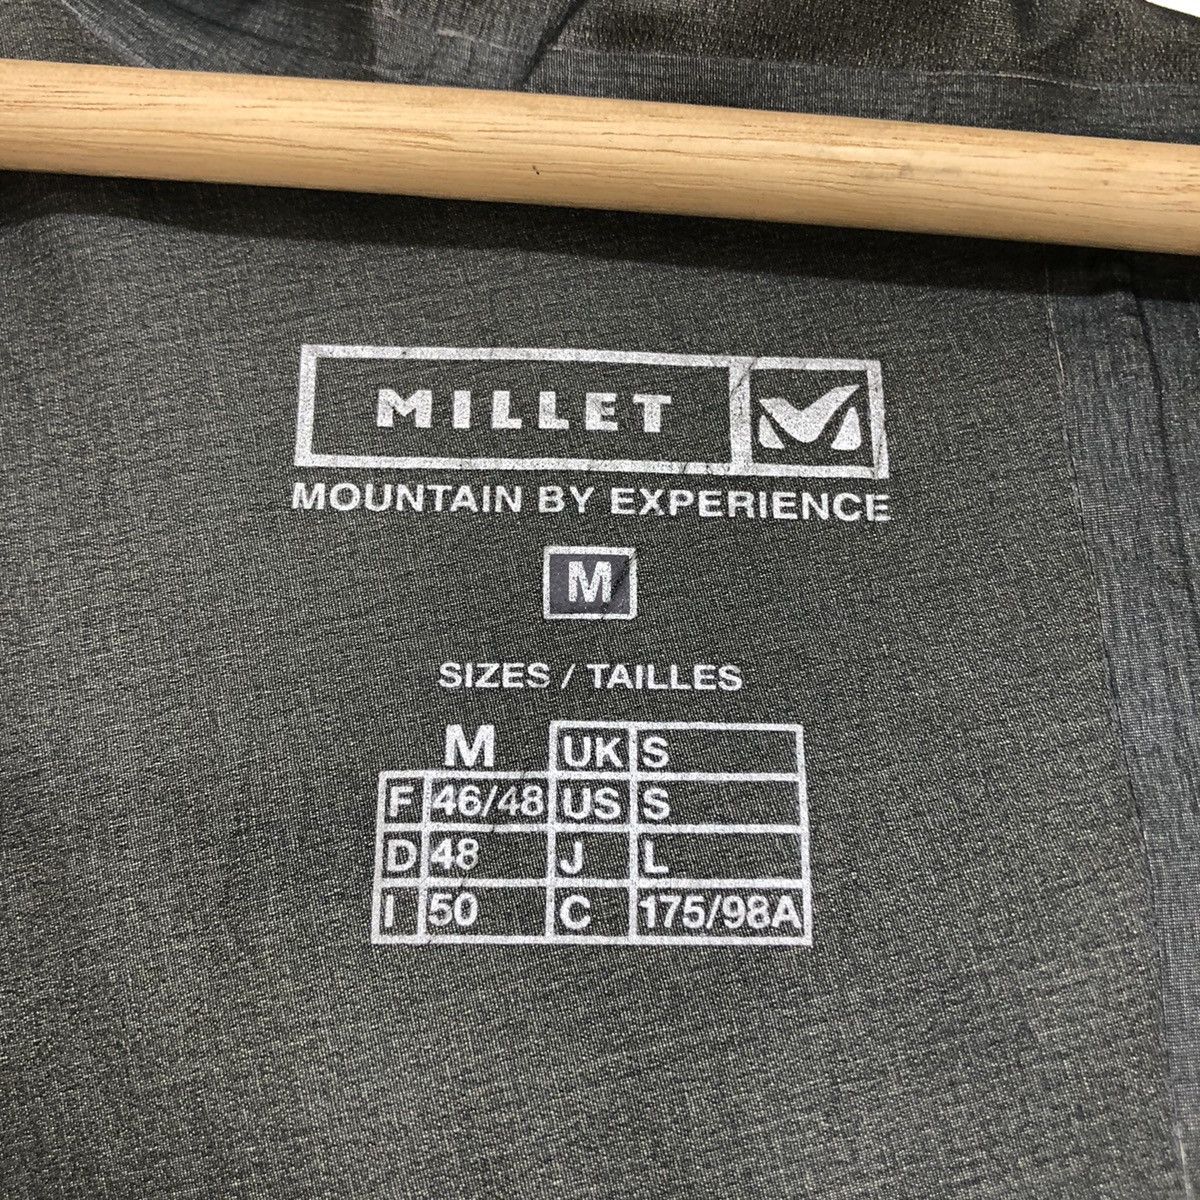 MILLET
MOUNTAIN BY EXPERIENCE
M
SIZES / TAILLES
M UK S
F 46/48 US S
D 48 J L
I 50 C 175/98A